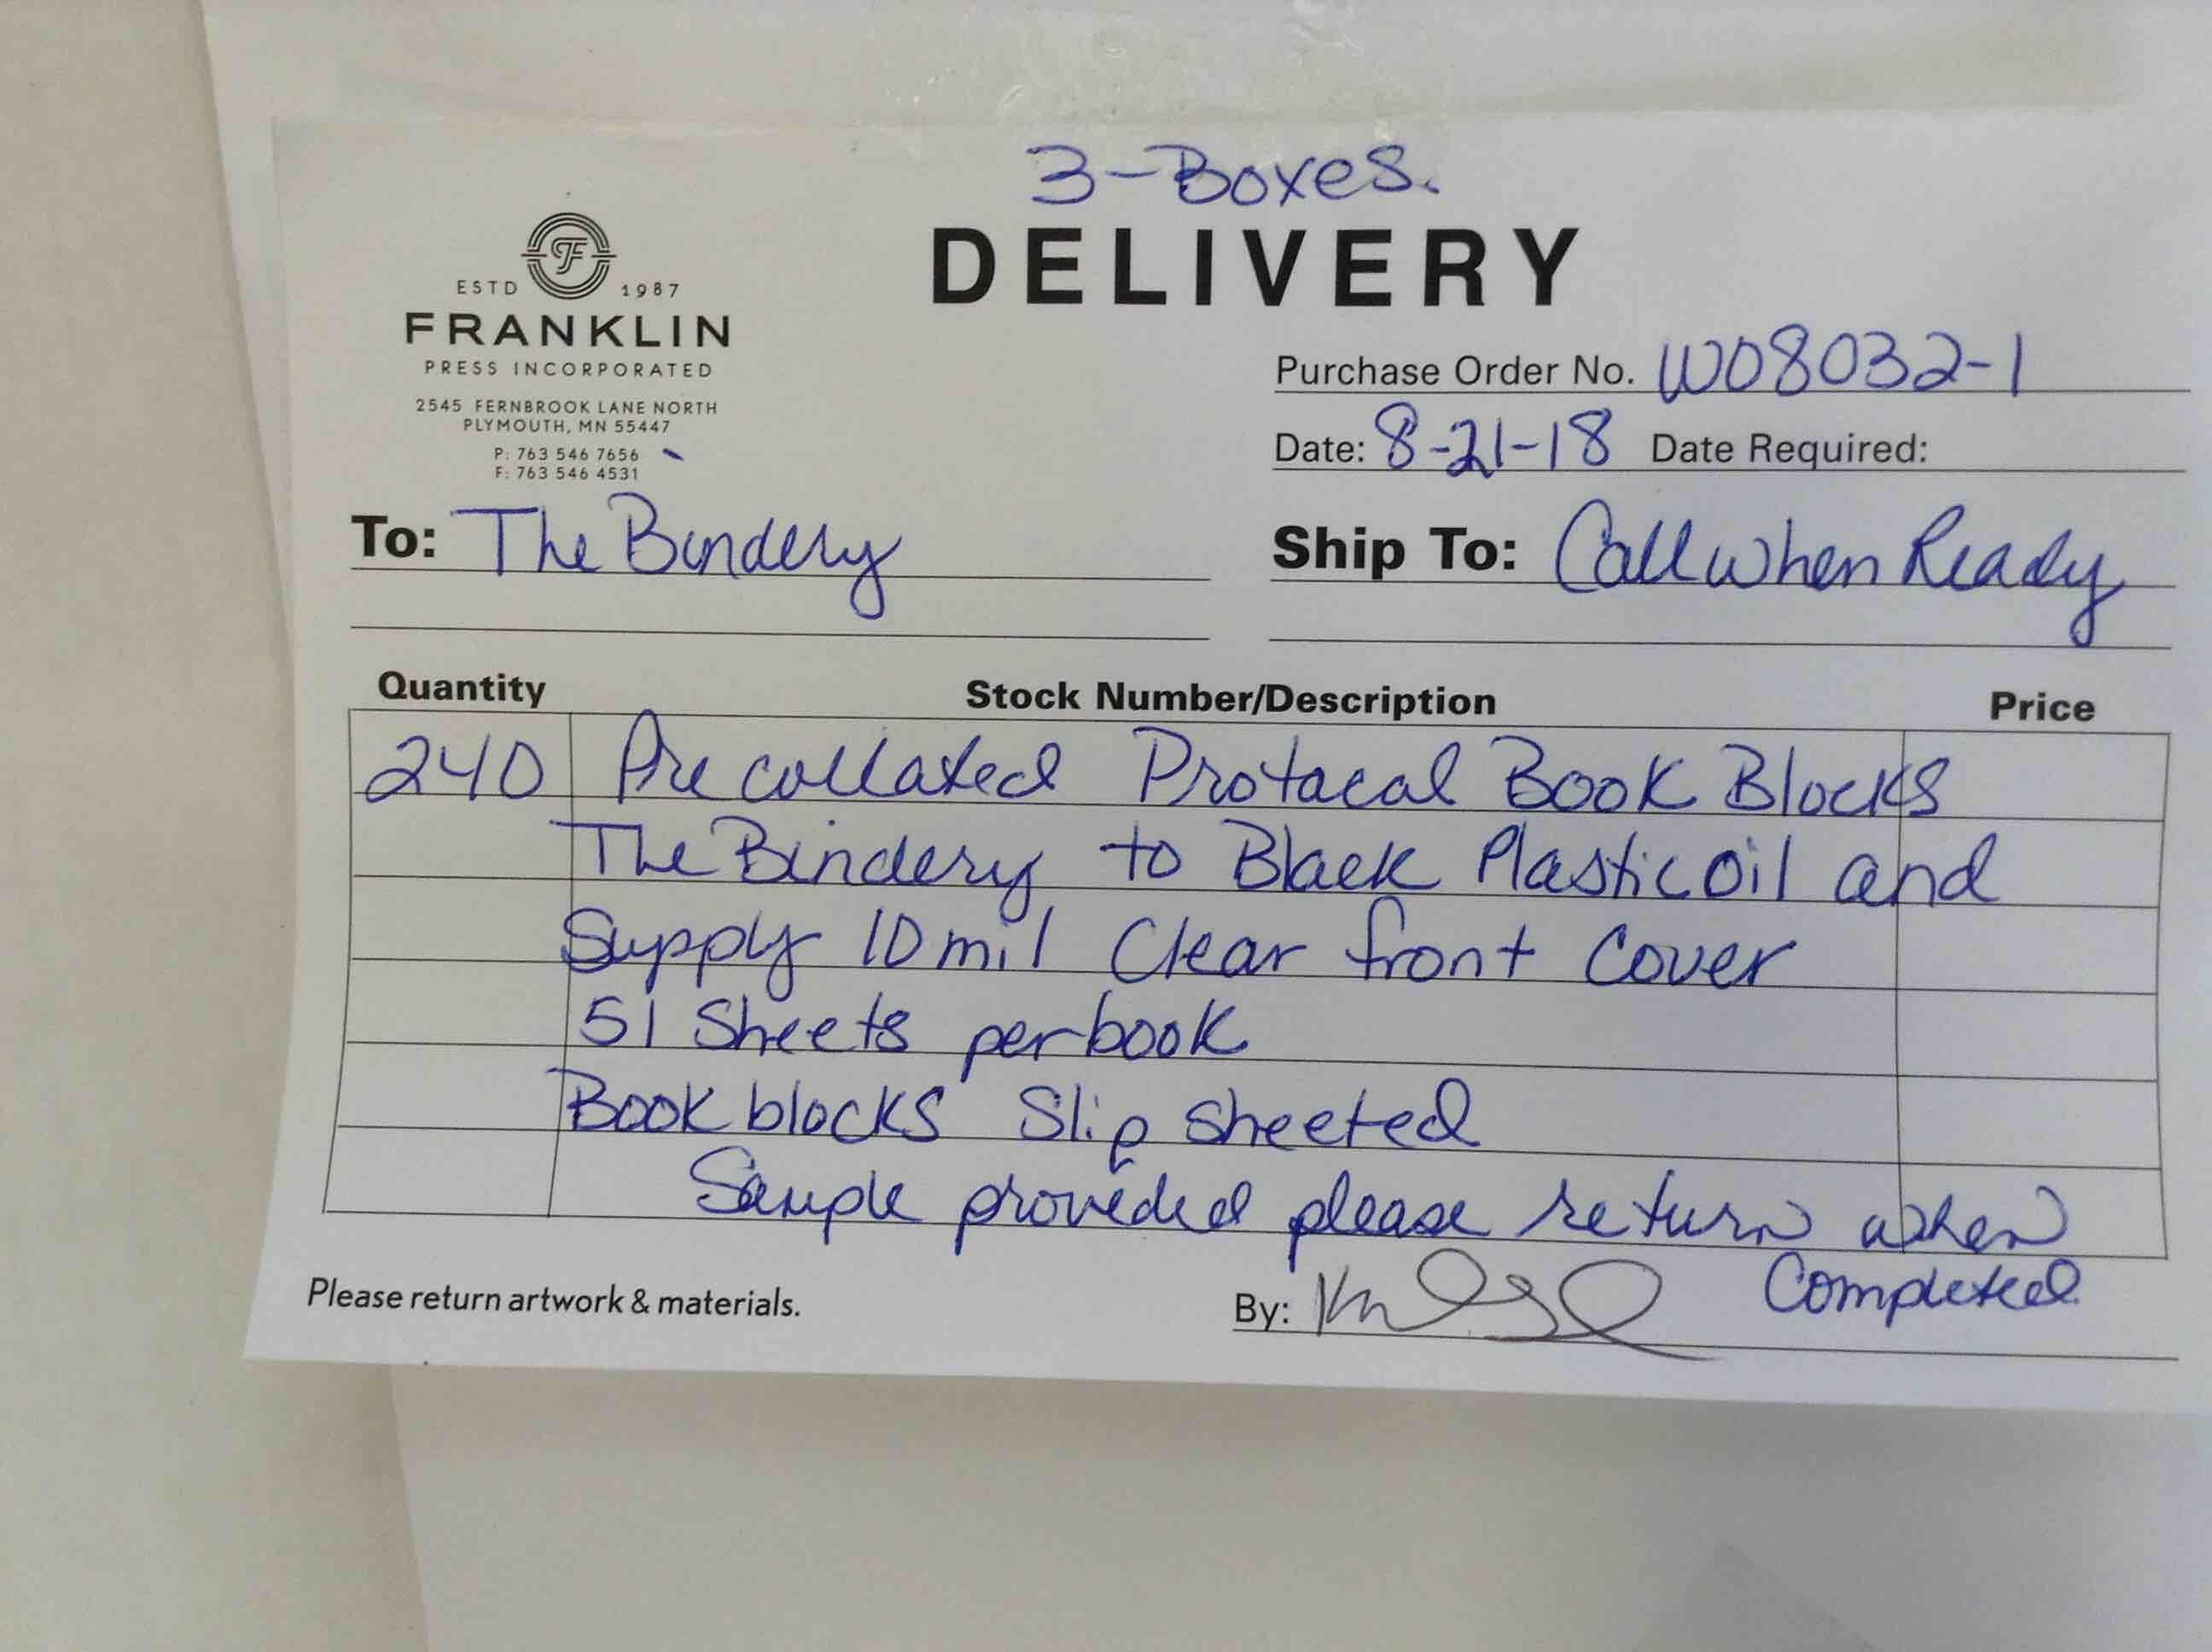 3-Boxes.
DELIVERY
ESTD 1987
FRANKLIN
PRESS INCORPORATED
2545 FERNBROOK LANE NORTH
PLYMOUTH, MN 55447
P: 763 546 7656
F: 763 546 4531
Purchase Order No. W08032-1
Date: 8-21-18 Date Required:
To: The Bindery
Ship To: Call when Ready
Quantity Stock Number/Description Price
240 Pre collated Protacal Book Blocks
The Bindery to Black Plasticoil and
Supply 10 mil Clear front Cover
51 Sheets per book
Book blocks Slip sheeted
Sample provided please return when
Completed
Please return artwork & materials.
By: